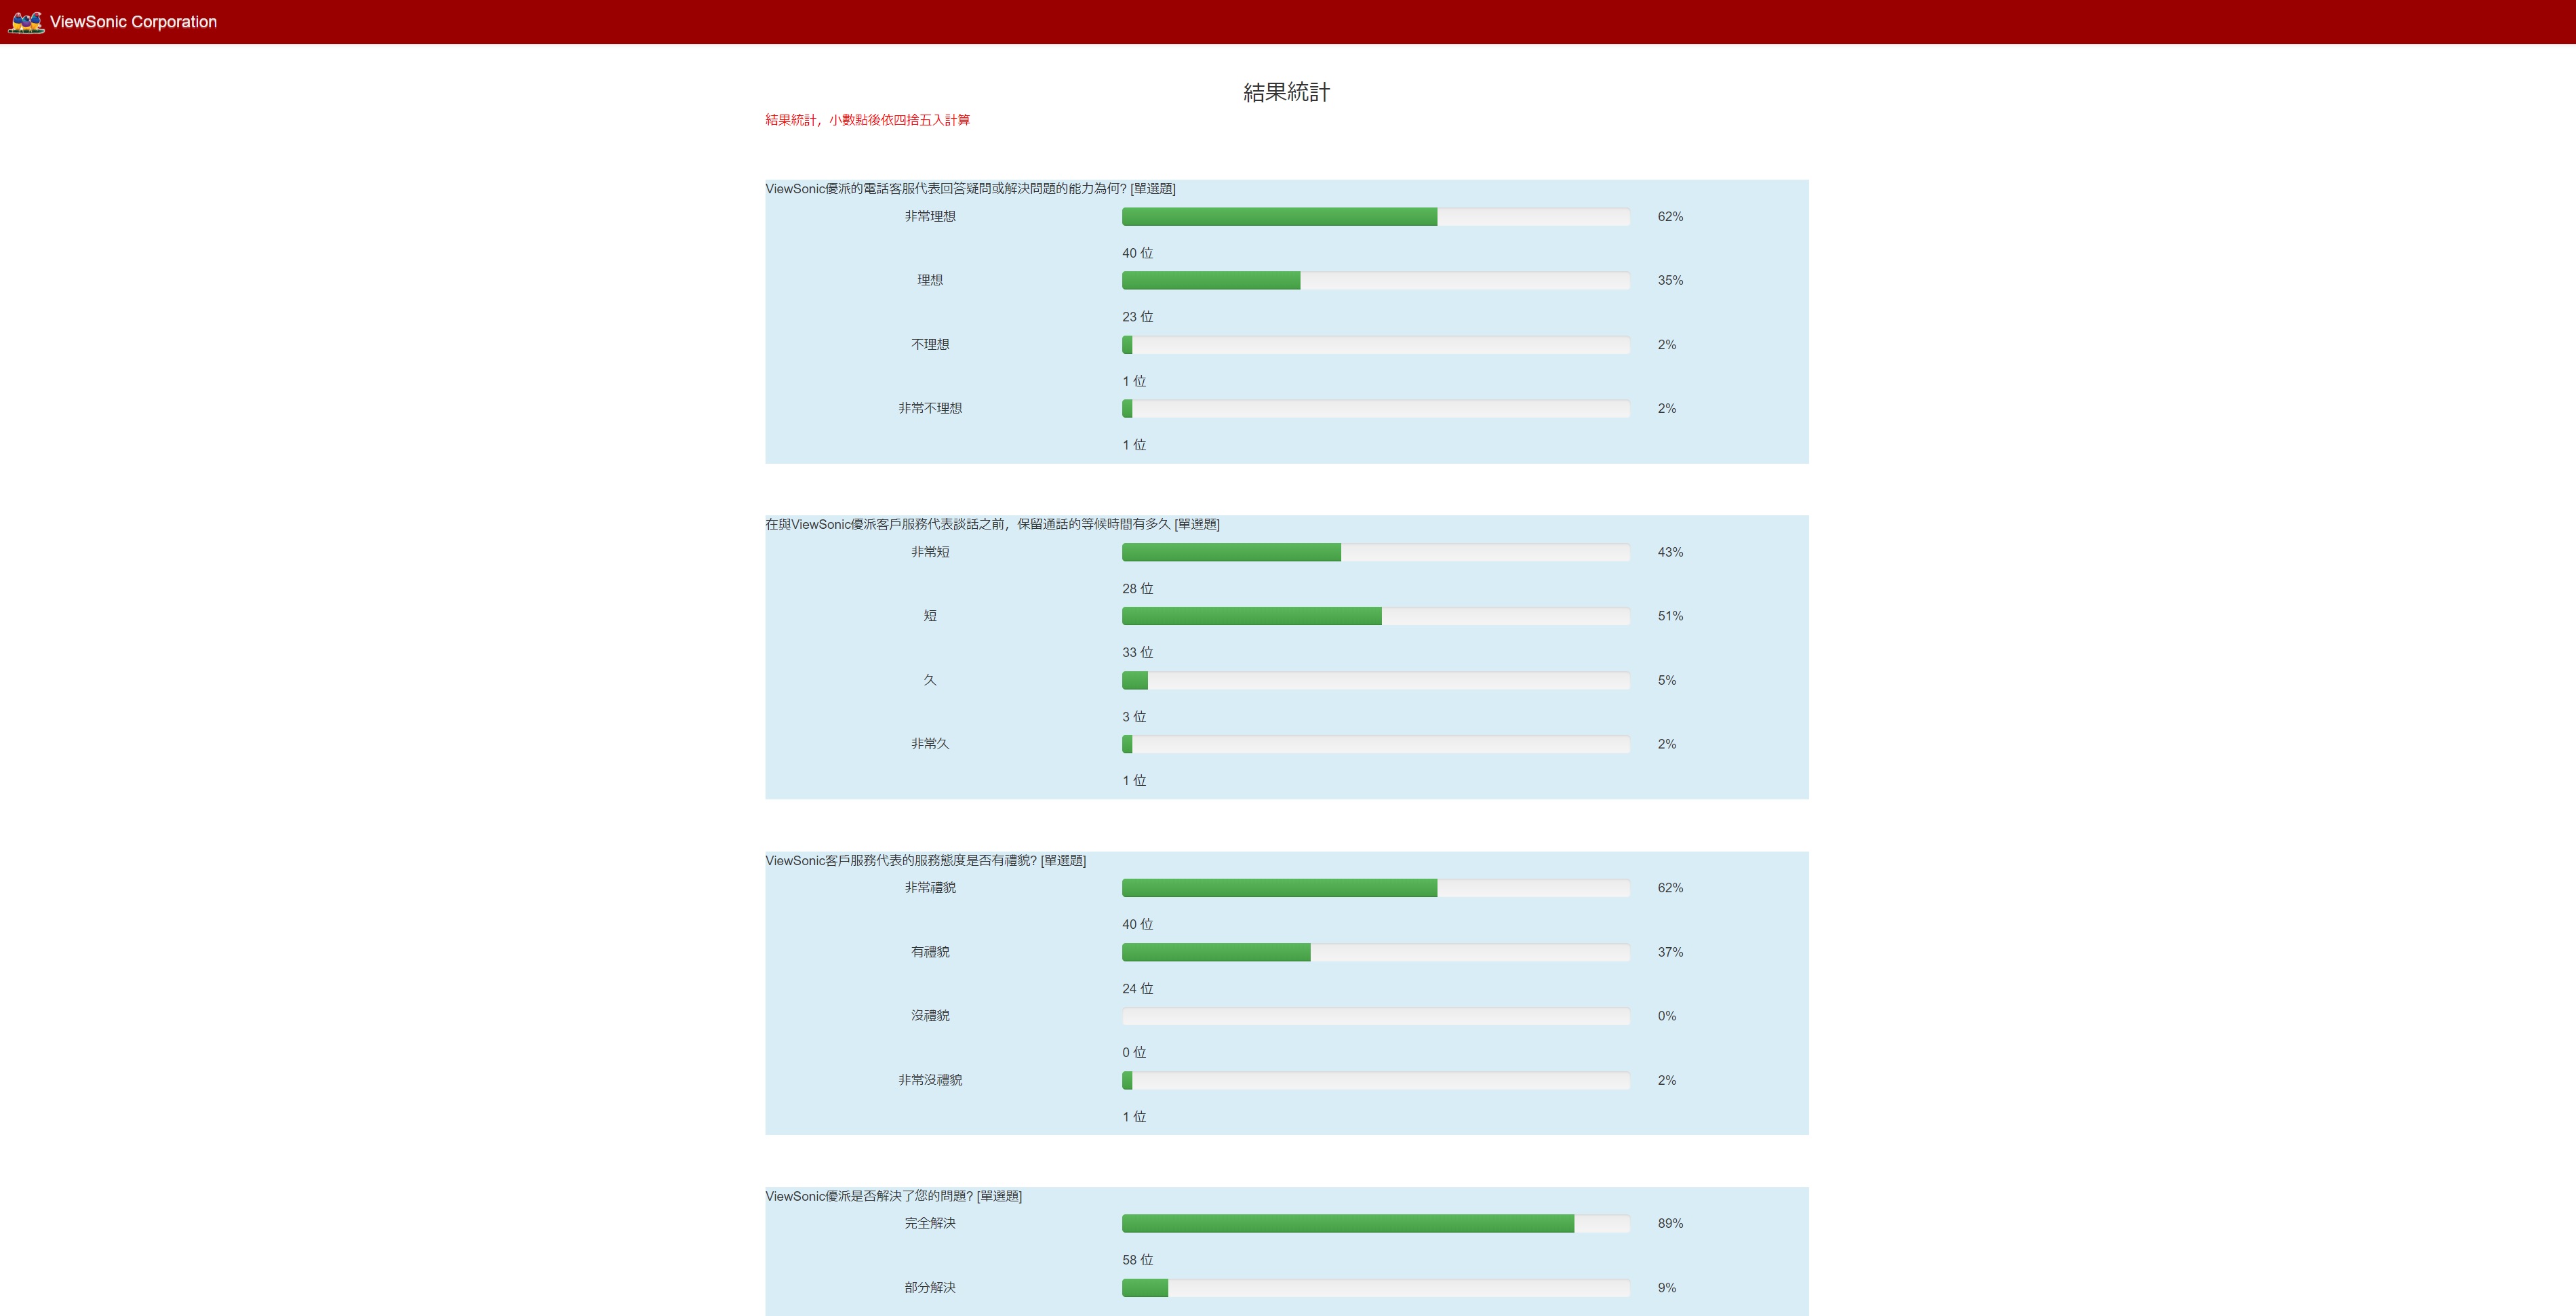 ViewSonic Corporation
結果統計
結果統計，小數點後依四捨五入計算
ViewSonic優派的電話客服代表回答疑問或解決問題的能力為何? [單選題]
非常理想 62%
40 位
理想 35%
23 位
不理想 2%
1 位
非常不理想 2%
1 位
在與ViewSonic優派客戶服務代表談話之前，保留通話的等候時間有多久 [單選題]
非常短 43%
28 位
短 51%
33 位
久 5%
3 位
非常久 2%
1 位
ViewSonic客戶服務代表的服務態度是否有禮貌? [單選題]
非常禮貌 62%
40 位
有禮貌 37%
24 位
沒禮貌 0%
0 位
非常沒禮貌 2%
1 位
ViewSonic優派是否解決了您的問題? [單選題]
完全解決 89%
58 位
部分解決 9%